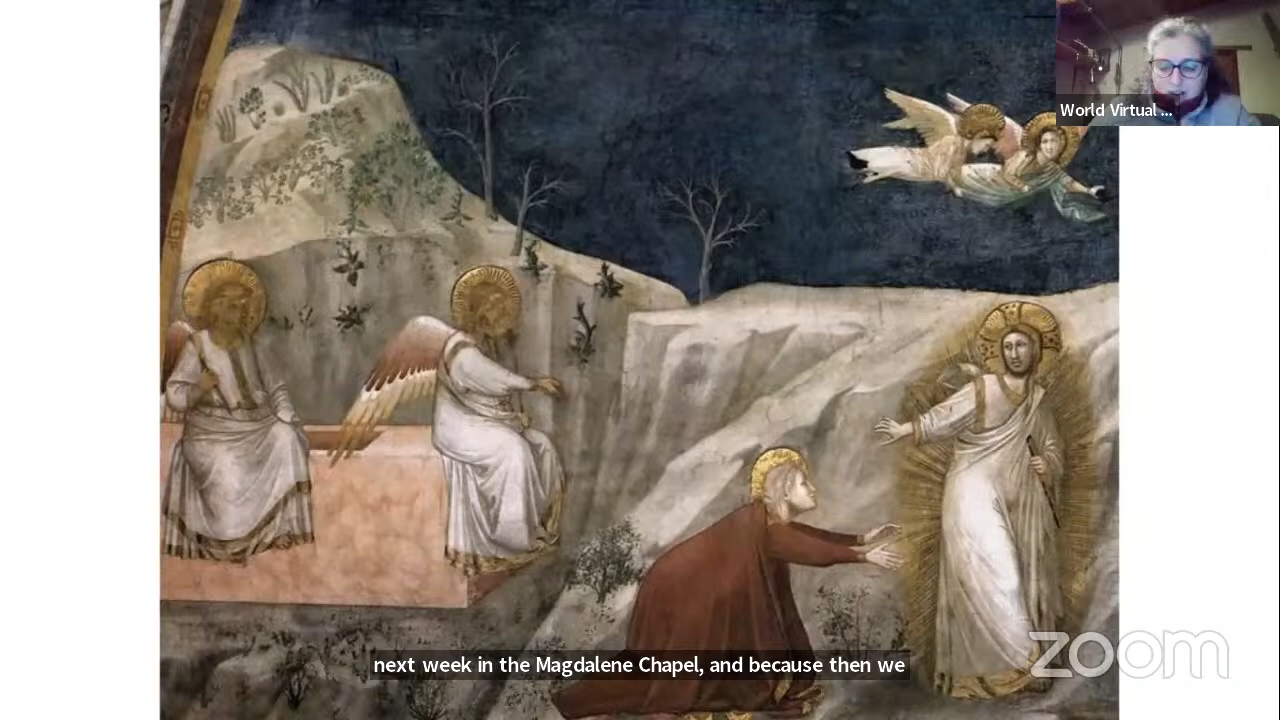 World Virtual ...
next week in the Magdalene Chapel, and because then we
zoom